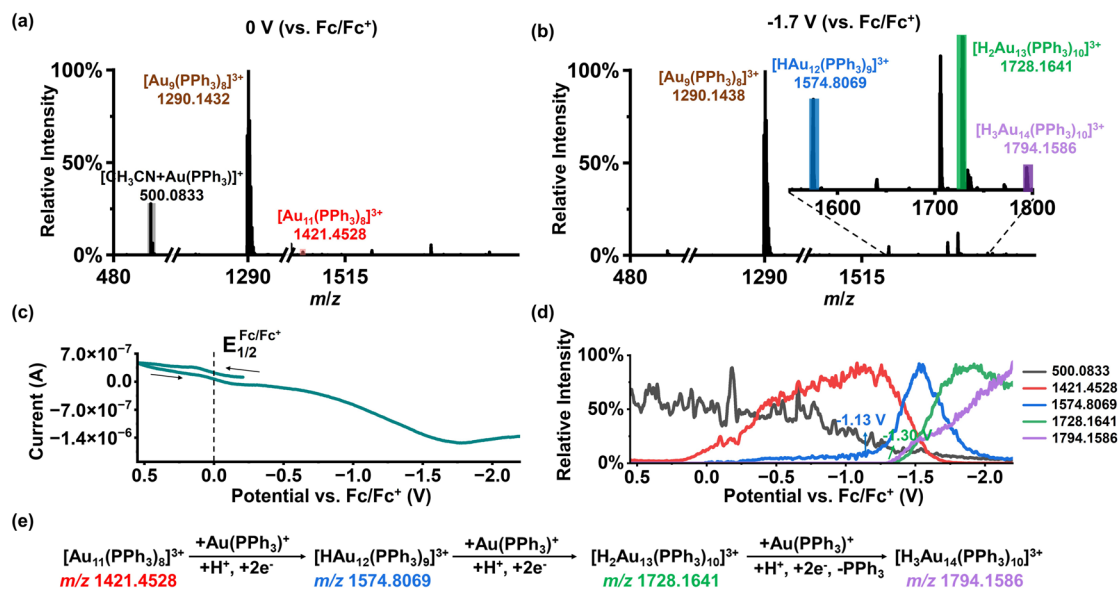 (a)
0 V (vs. Fc/Fc⁺)
Relative Intensity
100%
50%
0%
[Au₉(PPh₃)₈]³⁺
1290.1432
[CH₃CN+Au(PPh₃)]⁺
500.0833
[Au₁₁(PPh₃)₈]³⁺
1421.4528
480
1290
1515
m/z
(b)
-1.7 V (vs. Fc/Fc⁺)
Relative Intensity
100%
50%
0%
[Au₉(PPh₃)₈]³⁺
1290.1438
[HAu₁₂(PPh₃)₉]³⁺
1574.8069
[H₂Au₁₃(PPh₃)₁₀]³⁺
1728.1641
[H₃Au₁₄(PPh₃)₁₀]³⁺
1794.1586
1600
1700
1800
480
1290
1515
m/z
(c)
Current (A)
7.0×10⁻⁷
0.0
−7.0×10⁻⁷
−1.4×10⁻⁶
E₁/₂ Fc/Fc⁺
0.5
0.0
−0.5
−1.0
−1.5
−2.0
Potential vs. Fc/Fc⁺ (V)
(d)
Relative Intensity
100%
50%
0%
-1.13 V
-1.30 V
500.0833
1421.4528
1574.8069
1728.1641
1794.1586
0.5
0.0
−0.5
−1.0
−1.5
−2.0
Potential vs. Fc/Fc⁺ (V)
(e)
[Au₁₁(PPh₃)₈]³⁺
m/z 1421.4528
+Au(PPh₃)⁺
+H⁺, +2e⁻
[HAu₁₂(PPh₃)₉]³⁺
m/z 1574.8069
+Au(PPh₃)⁺
+H⁺, +2e⁻
[H₂Au₁₃(PPh₃)₁₀]³⁺
m/z 1728.1641
+Au(PPh₃)⁺
+H⁺, +2e⁻, -PPh₃
[H₃Au₁₄(PPh₃)₁₀]³⁺
m/z 1794.1586